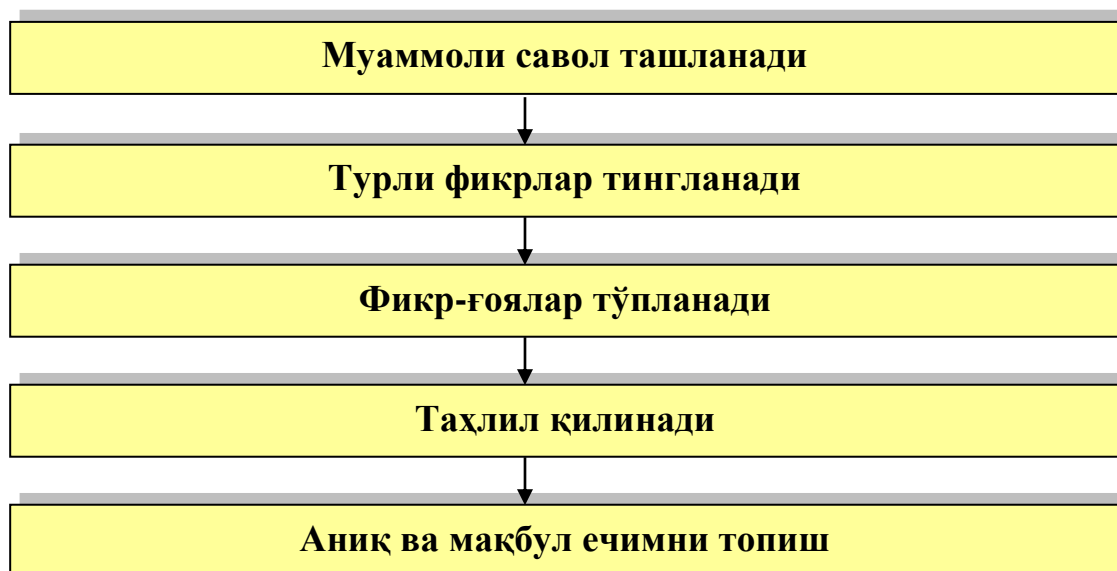 Муаммоли савол ташланади
Турли фикрлар тингланади
Фикр-ғоялар тўпланади
Таҳлил қилинади
Аниқ ва мақбул ечимни топиш